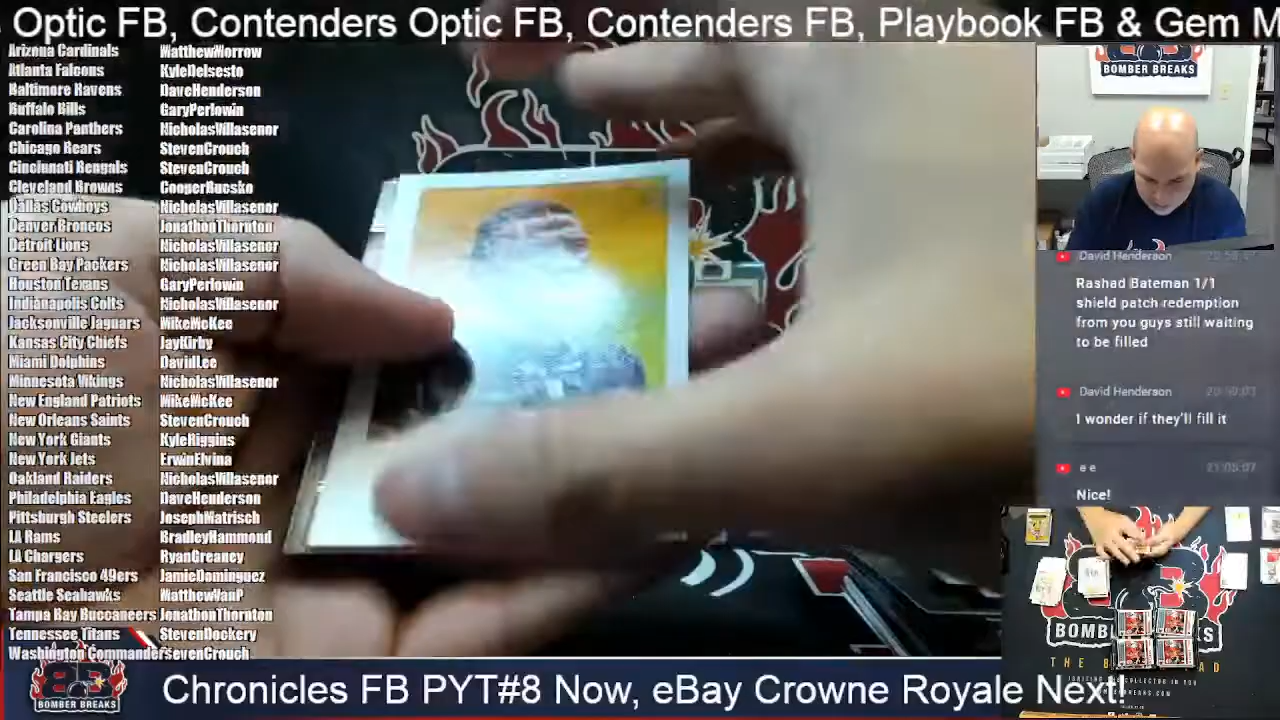 Optic FB, Contenders Optic FB, Contenders FB, Playbook FB & Gem M
Arizona Cardinals MatthewMorrow
Atlanta Falcons KyleDelsesto
Baltimore Ravens DaveHenderson
Buffalo Bills GaryPerlowin
Carolina Panthers NicholasVillasenor
Chicago Bears StevenCrouch
Cincinnati Bengals StevenCrouch
Cleveland Browns CooperRuesko
Dallas Cowboys NicholasVillasenor
Denver Broncos JonathonThornton
Detroit Lions NicholasVillasenor
Green Bay Packers NicholasVillasenor
Houston Texans GaryPerlowin
Indianapolis Colts NicholasVillasenor
Jacksonville Jaguars MikeMcKee
Kansas City Chiefs JayKirby
Miami Dolphins DavidLee
Minnesota Vikings NicholasVillasenor
New England Patriots MikeMcKee
New Orleans Saints StevenCrouch
New York Giants KyleRiggins
New York Jets ErwinElvina
Oakland Raiders NicholasVillasenor
Philadelphia Eagles DaveHenderson
Pittsburgh Steelers JosephMatrisch
LA Rams BradleyHammond
LA Chargers RyanGreaney
San Francisco 49ers JamieDominguez
Seattle Seahawks MatthewVanP
Tampa Bay Buccaneers JonathonThornton
Tennessee Titans StevenDockery
Washington Commanders StevenCrouch
BOMBER BREAKS
David Henderson
Rashad Bateman 1/1
shield patch redemption
from you guys still waiting
to be filled
David Henderson
I wonder if they'll fill it
e e 21:05:07
Nice!
BOMBER BREAKS
Chronicles FB PYT#8 Now, eBay Crowne Royale Next!